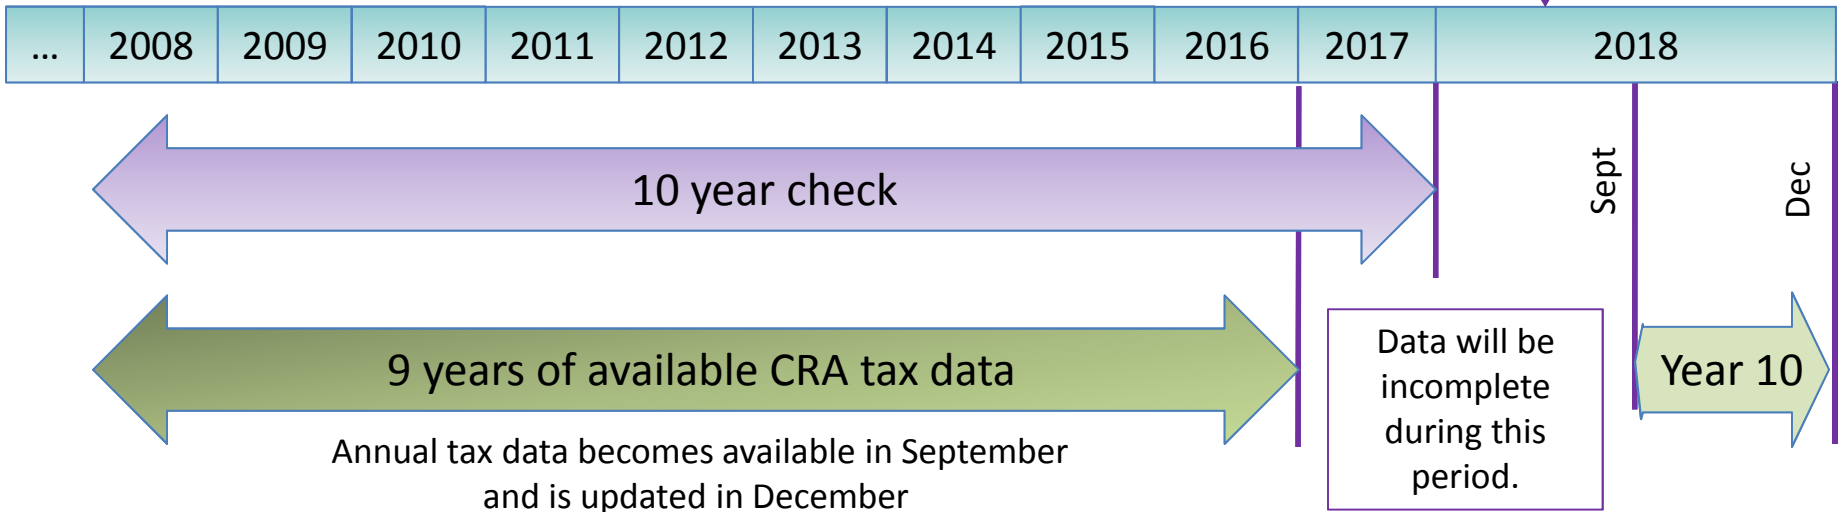 ... 2008 2009 2010 2011 2012 2013 2014 2015 2016 2017 2018
10 year check
Sept
Dec
9 years of available CRA tax data
Data will be
incomplete
during this
period.
Year 10
Annual tax data becomes available in September
and is updated in December